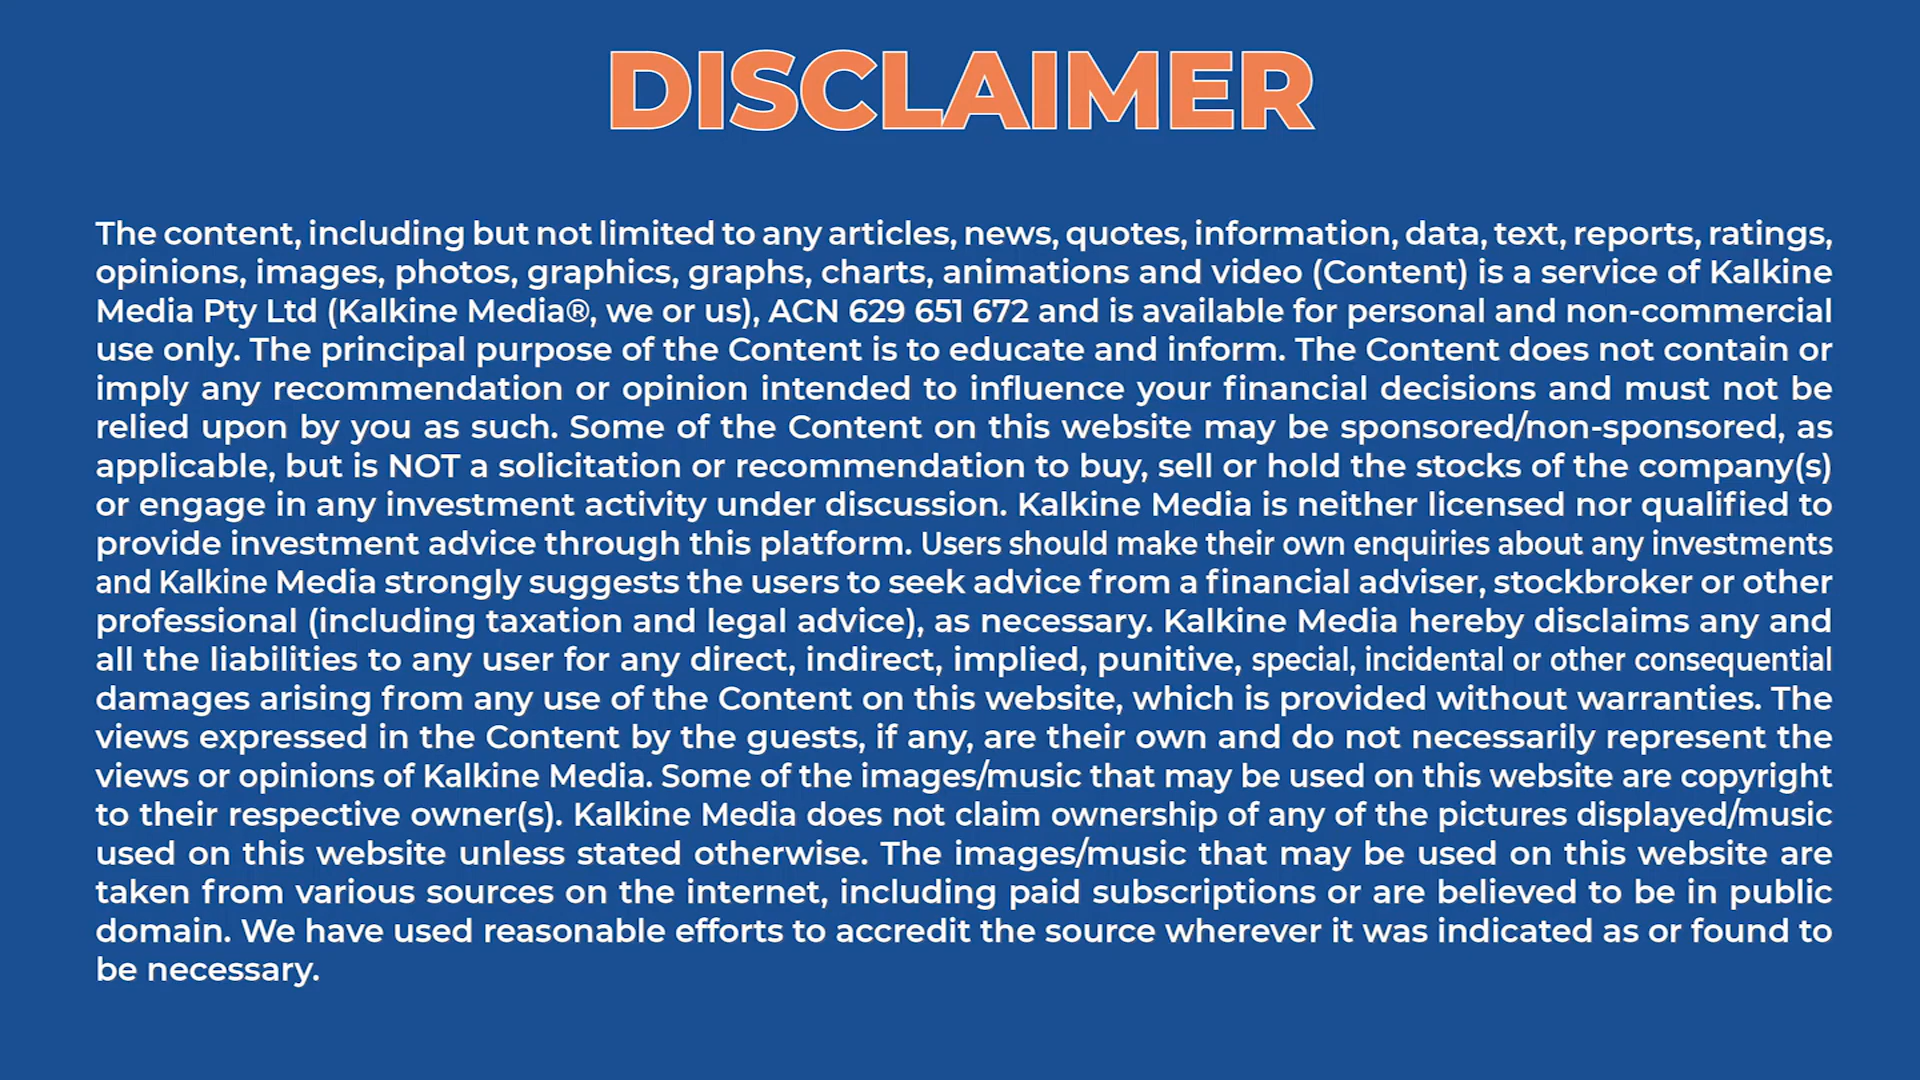 DISCLAIMER
The content, including but not limited to any articles, news, quotes, information, data, text, reports, ratings,
opinions, images, photos, graphics, graphs, charts, animations and video (Content) is a service of Kalkine
Media Pty Ltd (Kalkine Media®, we or us), ACN 629 651 672 and is available for personal and non-commercial
use only. The principal purpose of the Content is to educate and inform. The Content does not contain or
imply any recommendation or opinion intended to influence your financial decisions and must not be
relied upon by you as such. Some of the Content on this website may be sponsored/non-sponsored, as
applicable, but is NOT a solicitation or recommendation to buy, sell or hold the stocks of the company(s)
or engage in any investment activity under discussion. Kalkine Media is neither licensed nor qualified to
provide investment advice through this platform. Users should make their own enquiries about any investments
and Kalkine Media strongly suggests the users to seek advice from a financial adviser, stockbroker or other
professional (including taxation and legal advice), as necessary. Kalkine Media hereby disclaims any and
all the liabilities to any user for any direct, indirect, implied, punitive, special, incidental or other consequential
damages arising from any use of the Content on this website, which is provided without warranties. The
views expressed in the Content by the guests, if any, are their own and do not necessarily represent the
views or opinions of Kalkine Media. Some of the images/music that may be used on this website are copyright
to their respective owner(s). Kalkine Media does not claim ownership of any of the pictures displayed/music
used on this website unless stated otherwise. The images/music that may be used on this website are
taken from various sources on the internet, including paid subscriptions or are believed to be in public
domain. We have used reasonable efforts to accredit the source wherever it was indicated as or found to
be necessary.